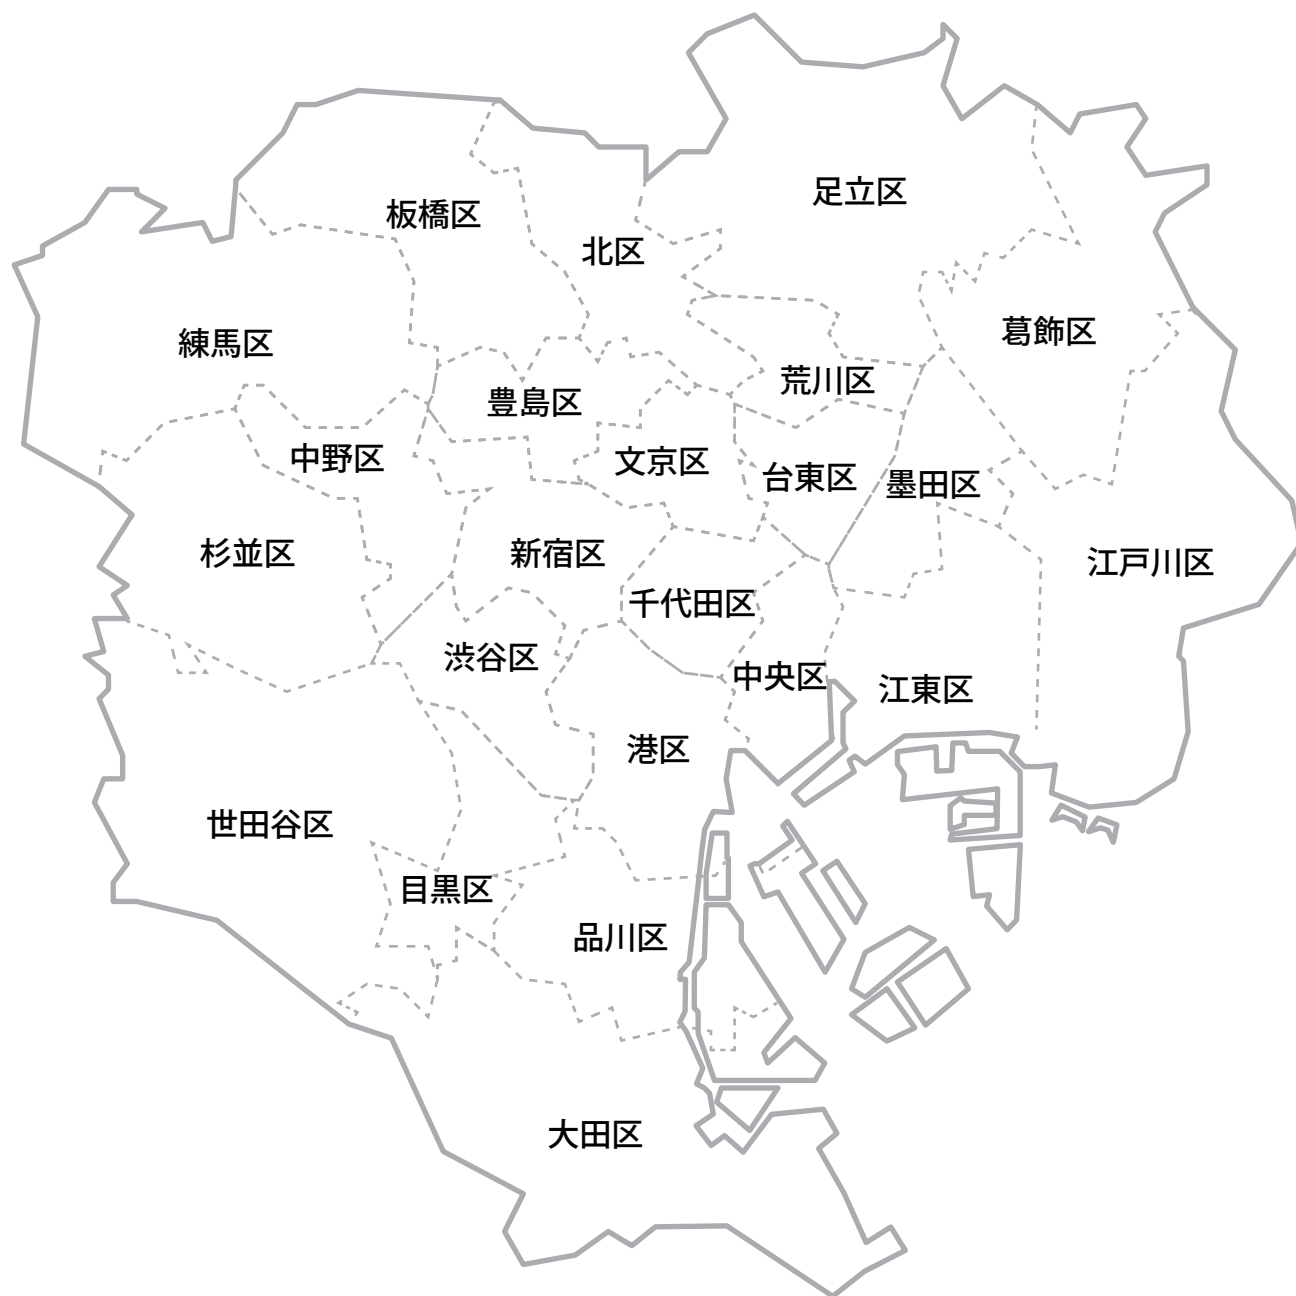 足立区
板橋区
北区
葛飾区
練馬区
荒川区
豊島区
中野区
文京区
台東区
墨田区
杉並区
新宿区
江戸川区
千代田区
渋谷区
中央区
江東区
港区
世田谷区
目黒区
品川区
大田区